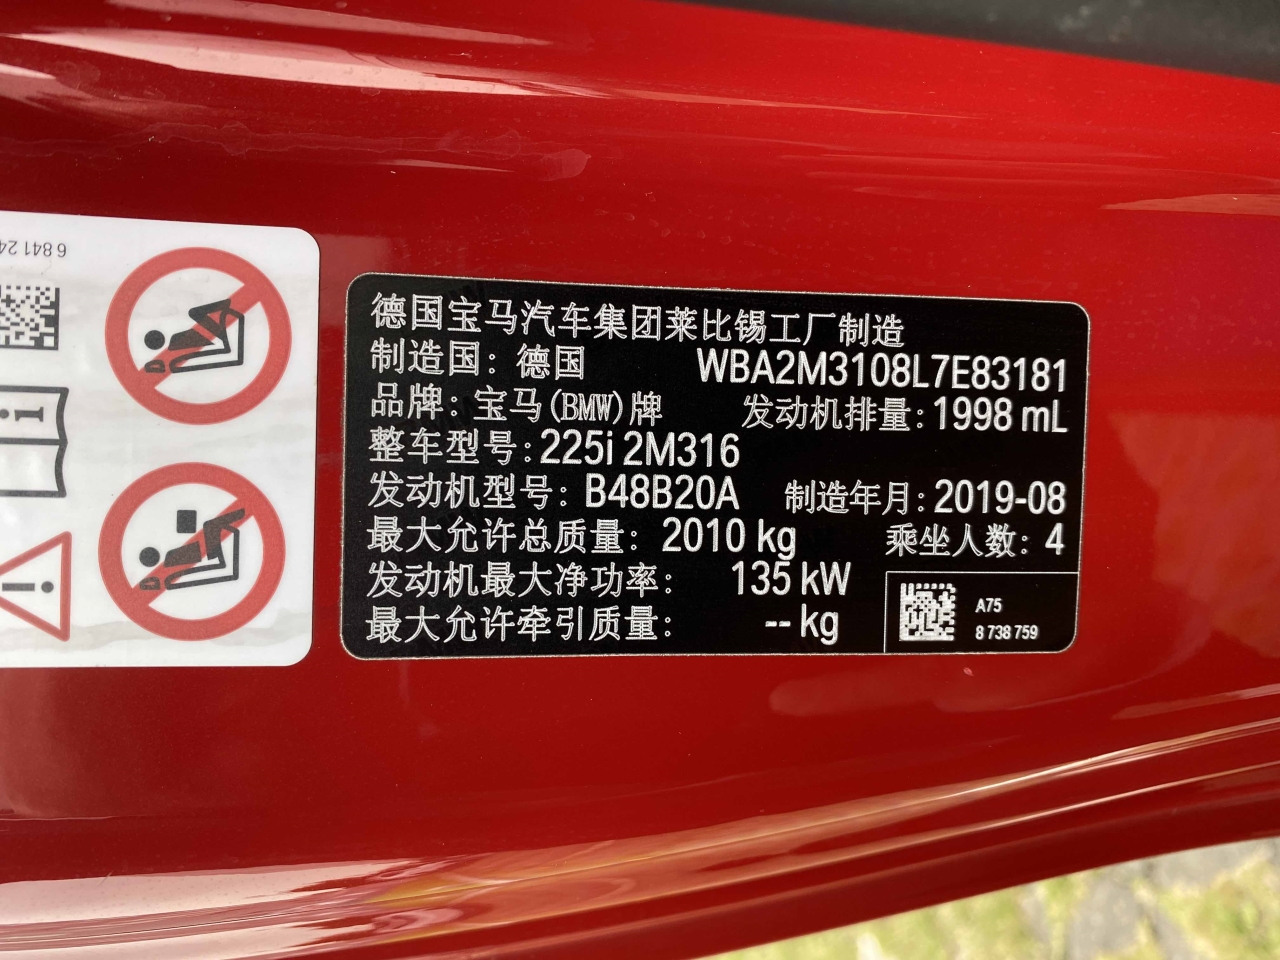 6 841 24
德国宝马汽车集团莱比锡工厂制造
制造国：德国 WBA2M3108L7E83181
品牌：宝马(BMW)牌 发动机排量：1998 mL
整车型号：225i 2M316
发动机型号：B48B20A 制造年月：2019-08
最大允许总质量：2010 kg 乘坐人数：4
发动机最大净功率：135 kW
最大允许牵引质量：-- kg
A75
8 738 759